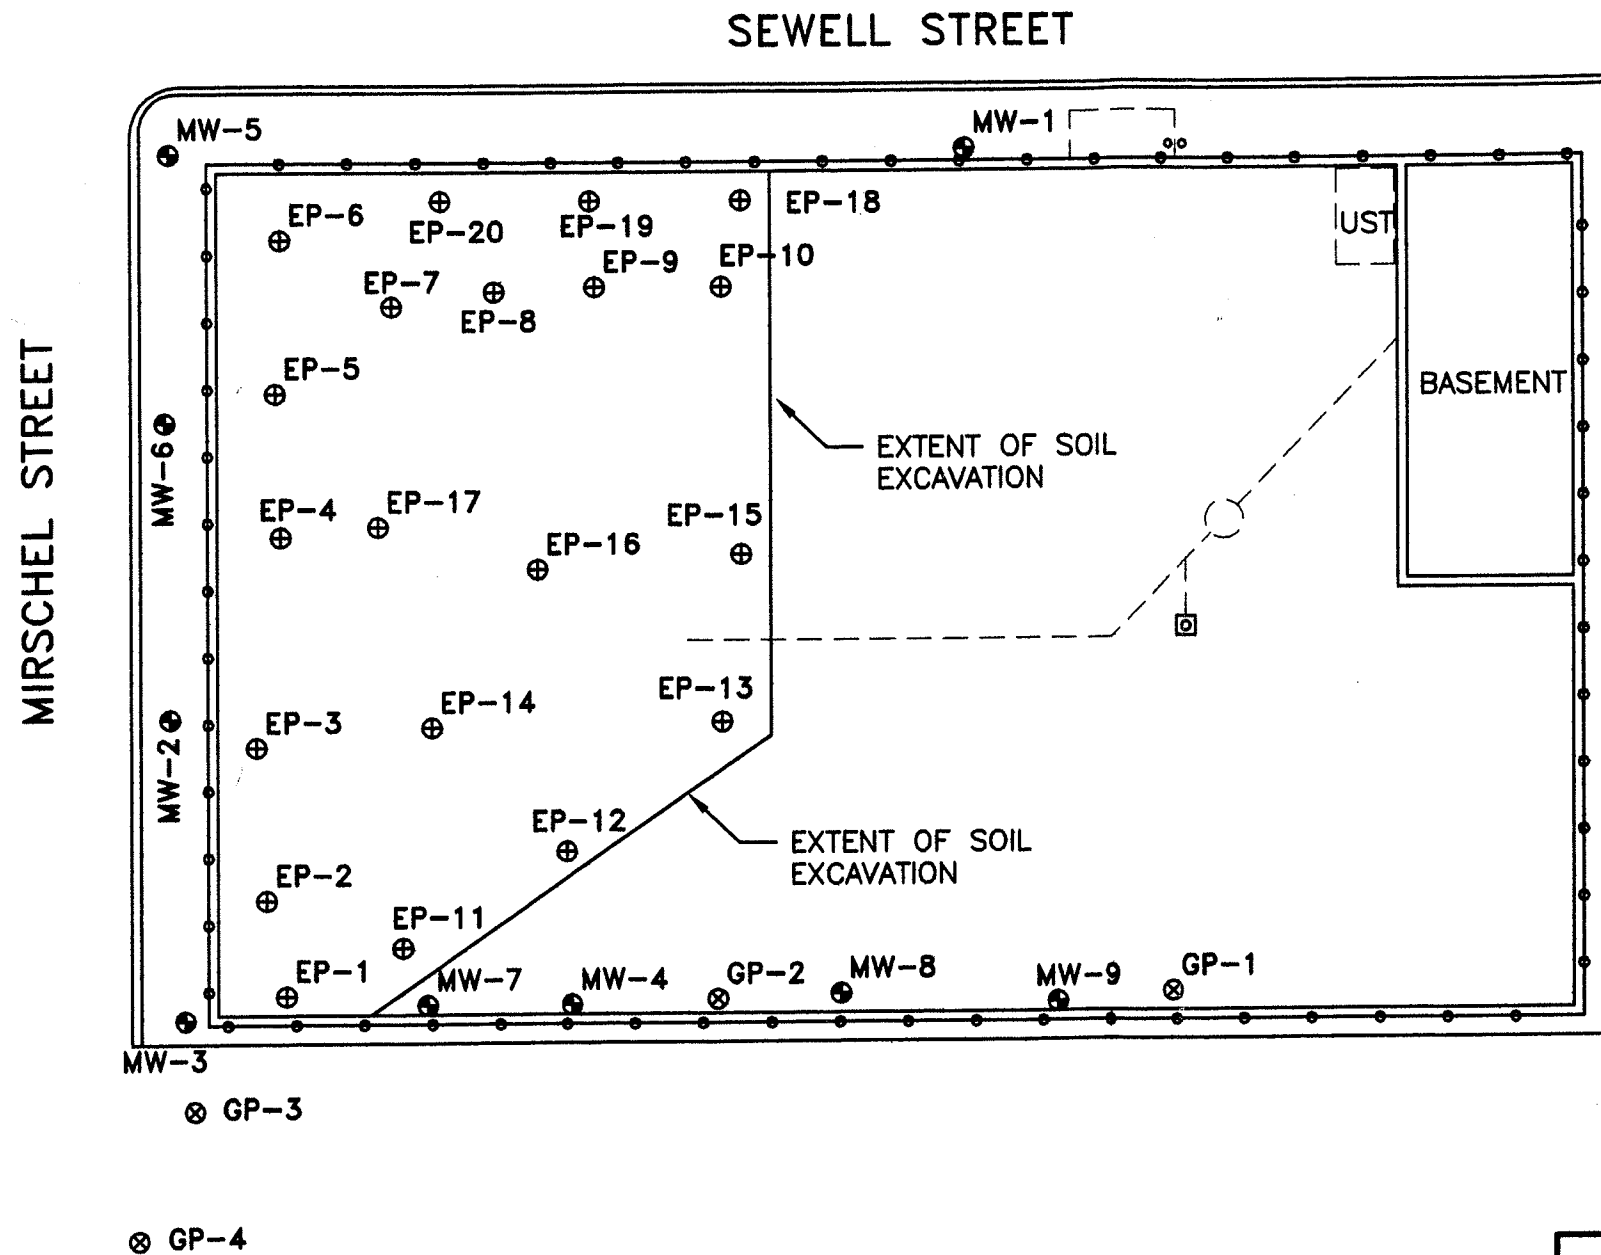 SEWELL STREET
MW-5
MW-1
EP-6
EP-20
EP-19
EP-18
UST
EP-7
EP-8
EP-9
EP-10
EP-5
BASEMENT
MIRSCHEL STREET
MW-6
EXTENT OF SOIL
EXCAVATION
EP-4
EP-17
EP-16
EP-15
EP-3
EP-14
EP-13
MW-2
EP-12
EXTENT OF SOIL
EXCAVATION
EP-2
EP-11
EP-1
MW-7
MW-4
GP-2
MW-8
MW-9
GP-1
MW-3
GP-3
GP-4